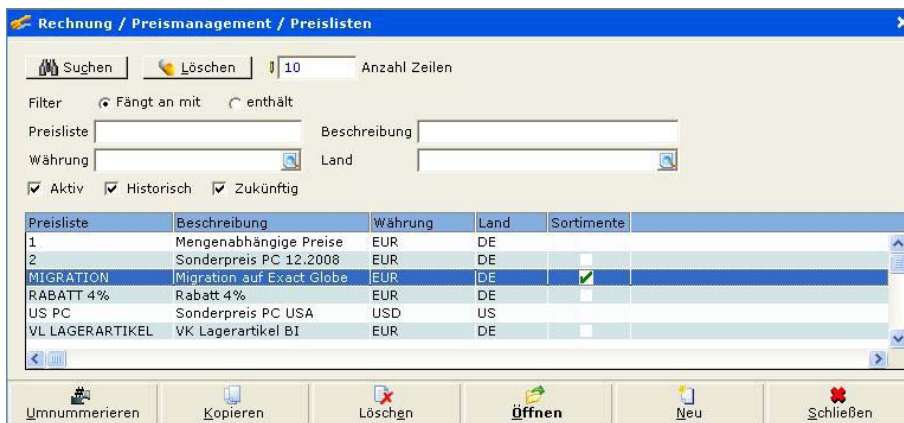 Rechnung / Preismanagement / Preislisten
Suchen Löschen 10 Anzahl Zeilen
Filter Fängt an mit enthält
Preisliste Beschreibung
Währung Land
Aktiv Historisch Zukünftig
Preisliste Beschreibung Währung Land Sortimente
1 Mengenabhängige Preise EUR DE
2 Sonderpreis PC 12.2008 EUR DE
MIGRATION Migration auf Exact Globe EUR DE
RABATT 4% Rabatt 4% EUR DE
US PC Sonderpreis PC USA USD US
VL LAGERARTIKEL VK Lagerartikel BI EUR DE
Umnummerieren Kopieren Löschen Öffnen Neu Schließen